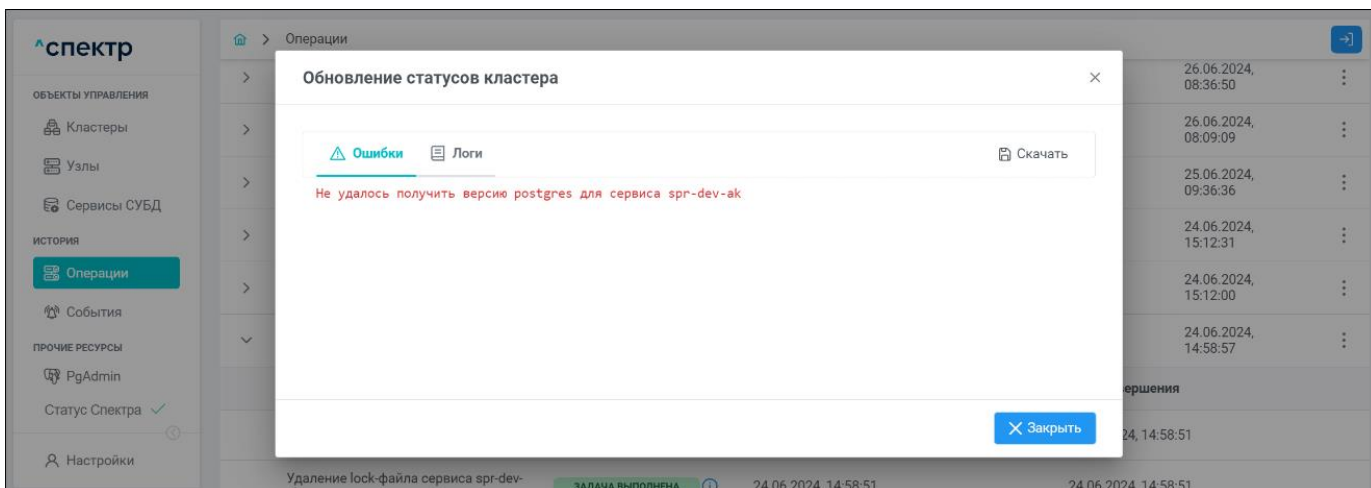 ^спектр
ОБЪЕКТЫ УПРАВЛЕНИЯ
Кластеры
Узлы
Сервисы СУБД
ИСТОРИЯ
Операции
События
ПРОЧИЕ РЕСУРСЫ
PgAdmin
Статус Спектра
Настройки
Операции
Обновление статусов кластера
Ошибки
Логи
Скачать
Не удалось получить версию postgres для сервиса spr-dev-ak
Закрыть
26.06.2024,
08:36:50
26.06.2024,
08:09:09
25.06.2024,
09:36:36
24.06.2024,
15:12:31
24.06.2024,
15:12:00
24.06.2024,
14:58:57
ершения
24, 14:58:51
Удаление lock-файла сервиса spr-dev-
ЗАДАЧА ВЫПОЛНЕНА
24.06.2024, 14:58:51
24.06.2024, 14:58:51